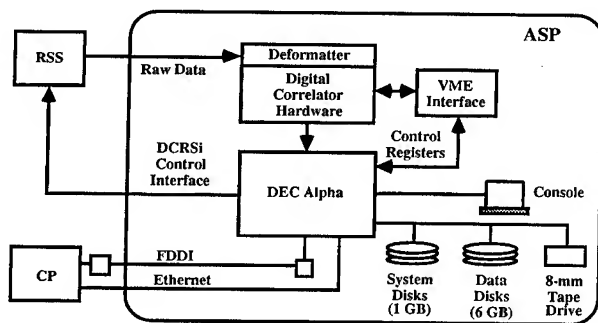 ASP
RSS
Raw Data
Deformatter
Digital
Correlator
Hardware
VME
Interface
DCRSi
Control
Interface
Control
Registers
DEC Alpha
Console
CP
FDDI
Ethernet
System
Disks
(1 GB)
Data
Disks
(6 GB)
8-mm
Tape
Drive